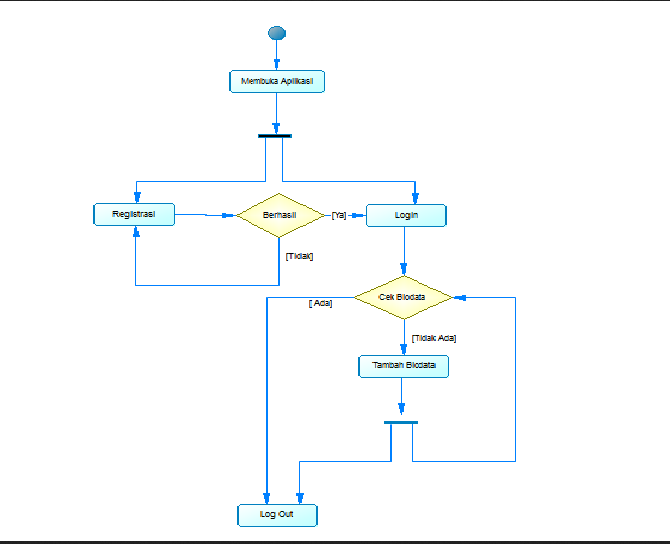 Membuka Aplikasi
Registrasi
Berhasil
[Ya]
Login
[Tidak]
Cek Biodata
[ Ada]
[Tidak Ada]
Tambah Biodata
Log Out